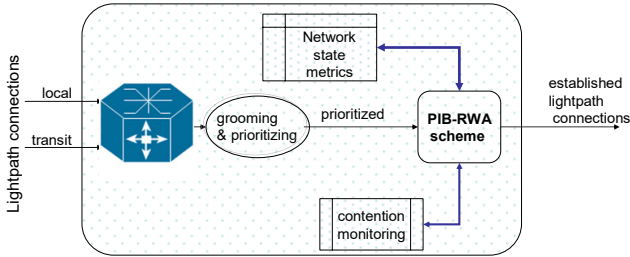 Lightpath connections
local
transit
grooming
& prioritizing
prioritized
Network
state
metrics
PIB-RWA
scheme
contention
monitoring
established
lightpath
connections